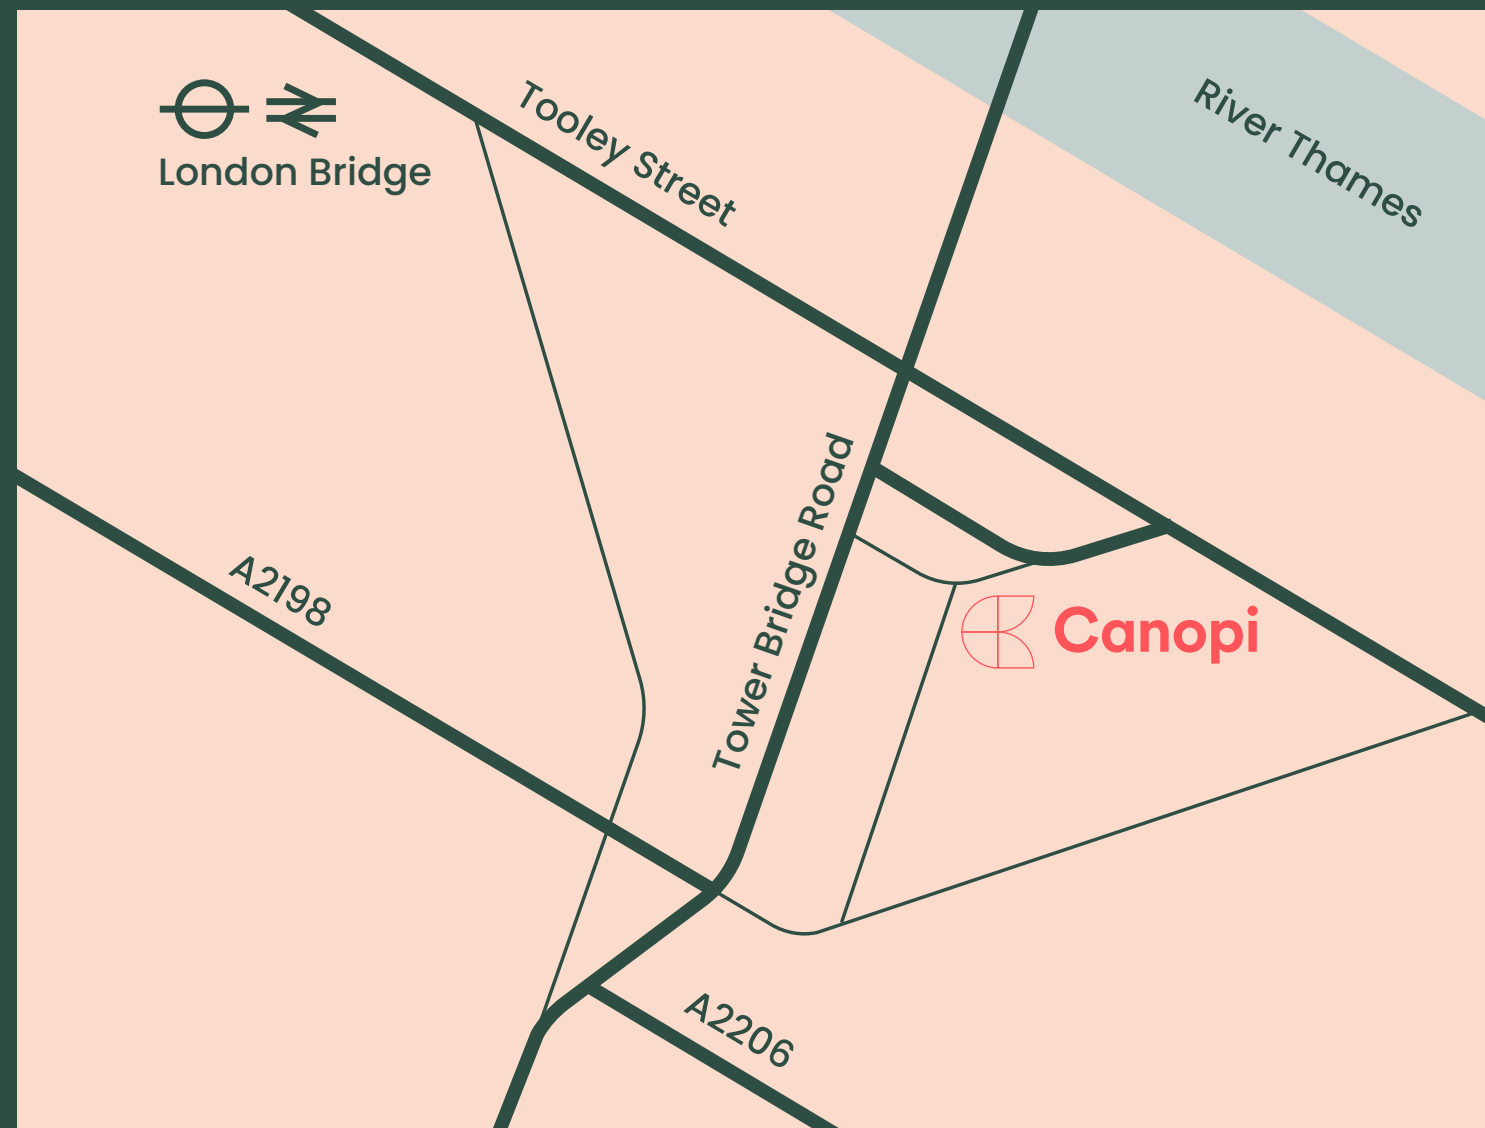 River Thames
Tooley Street
London Bridge
Tower Bridge Road
A2198
Canopi
A2206